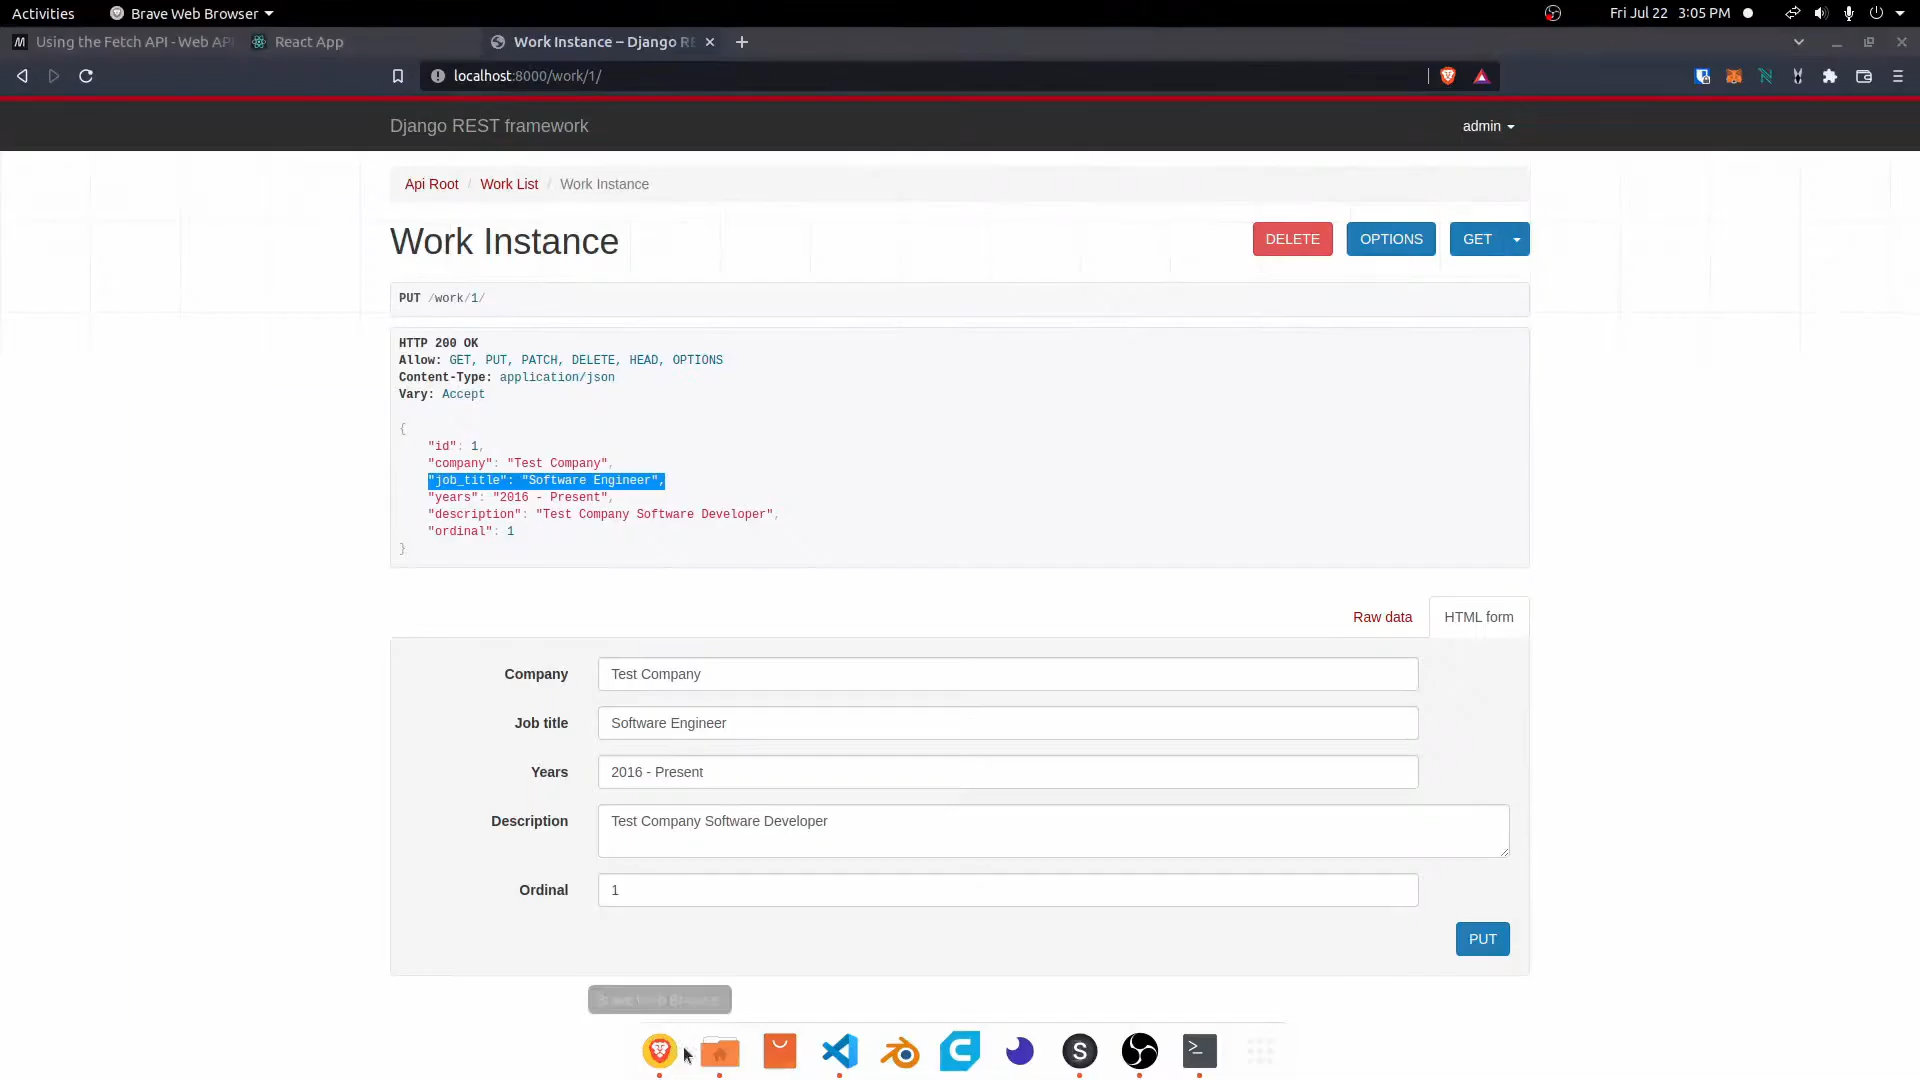 Activities
Brave Web Browser
Fri Jul 22 3:05 PM
Using the Fetch API - Web API
React App
Work Instance – Django RE
localhost:8000/work/1/
Django REST framework
admin
Api Root / Work List / Work Instance
Work Instance
DELETE
OPTIONS
GET
PUT /work/1/
HTTP 200 OK
Allow: GET, PUT, PATCH, DELETE, HEAD, OPTIONS
Content-Type: application/json
Vary: Accept
{
"id": 1,
"company": "Test Company",
"job_title": "Software Engineer",
"years": "2016 - Present",
"description": "Test Company Software Developer",
"ordinal": 1
}
Raw data
HTML form
Company
Test Company
Job title
Software Engineer
Years
2016 - Present
Description
Test Company Software Developer
Ordinal
1
PUT